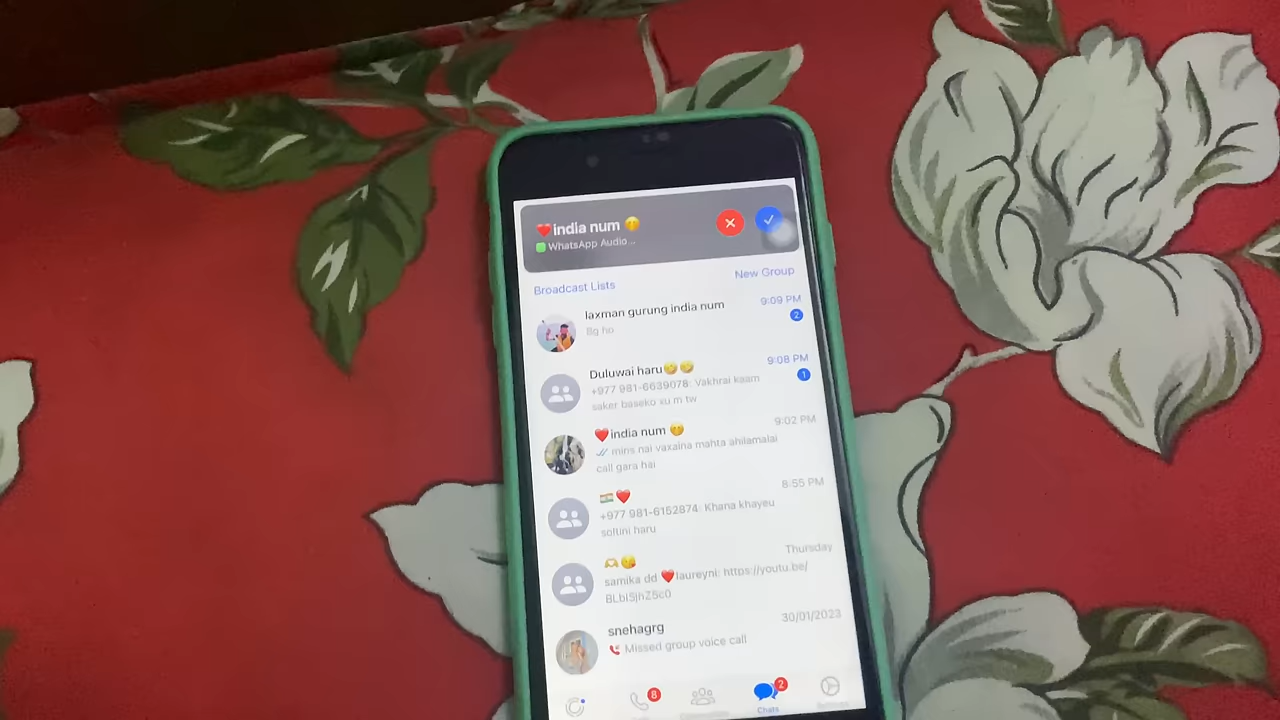 ❤️india num 🤭
WhatsApp Audio...
Broadcast Lists
New Group
laxman gurung india num
9:09 PM
Bg ho
2
Duluwai haru🤪🤪
9:08 PM
+977 981-6639078: Vakhrai kaam
1
saker baseko xu m tw
❤️india num 🤭
9:02 PM
mins nai vaxaina mahta ahilamalai
call gara hai
🇮🇳❤️
8:55 PM
+977 981-6152874: Khana khayeu
soltini haru
🫶😘
Thursday
samika dd ❤️laureyni: https://youtu.be/
snehagrg
30/01/2023
Missed group voice call
8
2
Chats